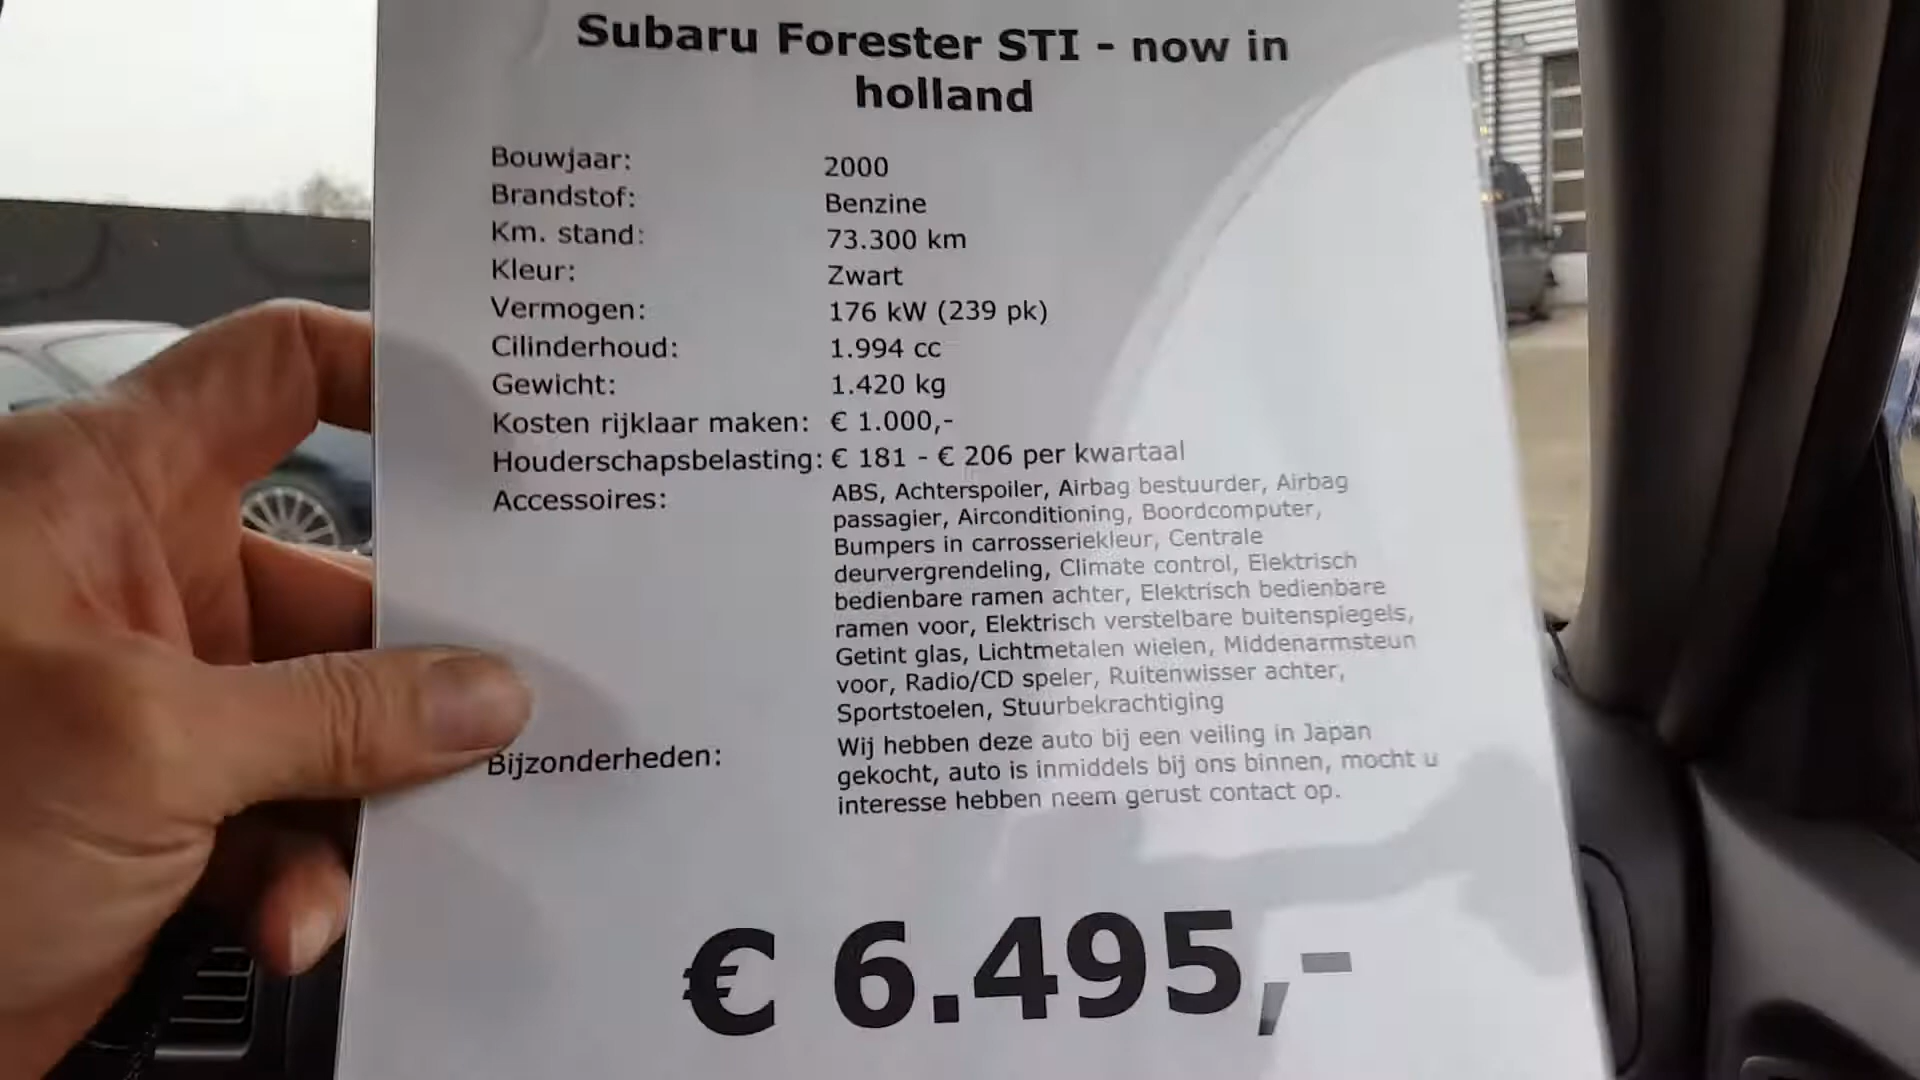 Subaru Forester STI - now in
holland
Bouwjaar: 2000
Brandstof: Benzine
Km. stand: 73.300 km
Kleur: Zwart
Vermogen: 176 kW (239 pk)
Cilinderhoud: 1.994 cc
Gewicht: 1.420 kg
Kosten rijklaar maken: € 1.000,-
Houderschapsbelasting: € 181 - € 206 per kwartaal
Accessoires: ABS, Achterspoiler, Airbag bestuurder, Airbag
passagier, Airconditioning, Boordcomputer,
Bumpers in carrosseriekleur, Centrale
deurvergrendeling, Climate control, Elektrisch
bedienbare ramen achter, Elektrisch bedienbare
ramen voor, Elektrisch verstelbare buitenspiegels,
Getint glas, Lichtmetalen wielen, Middenarmsteun
voor, Radio/CD speler, Ruitenwisser achter,
Sportstoelen, Stuurbekrachtiging
Bijzonderheden: Wij hebben deze auto bij een veiling in Japan
gekocht, auto is inmiddels bij ons binnen, mocht u
interesse hebben neem gerust contact op.
€ 6.495,-